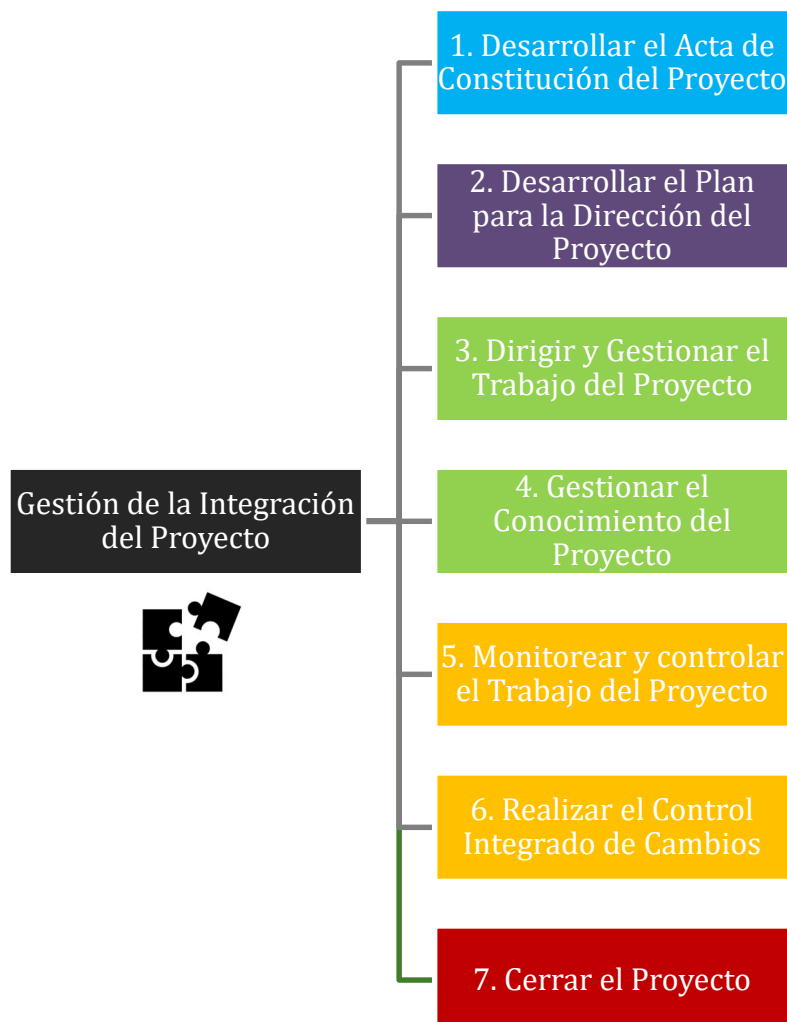 1. Desarrollar el Acta de
Constitución del Proyecto
2. Desarrollar el Plan
para la Dirección del
Proyecto
3. Dirigir y Gestionar el
Trabajo del Proyecto
Gestión de la Integración
del Proyecto
4. Gestionar el
Conocimiento del
Proyecto
5. Monitorear y controlar
el Trabajo del Proyecto
6. Realizar el Control
Integrado de Cambios
7. Cerrar el Proyecto